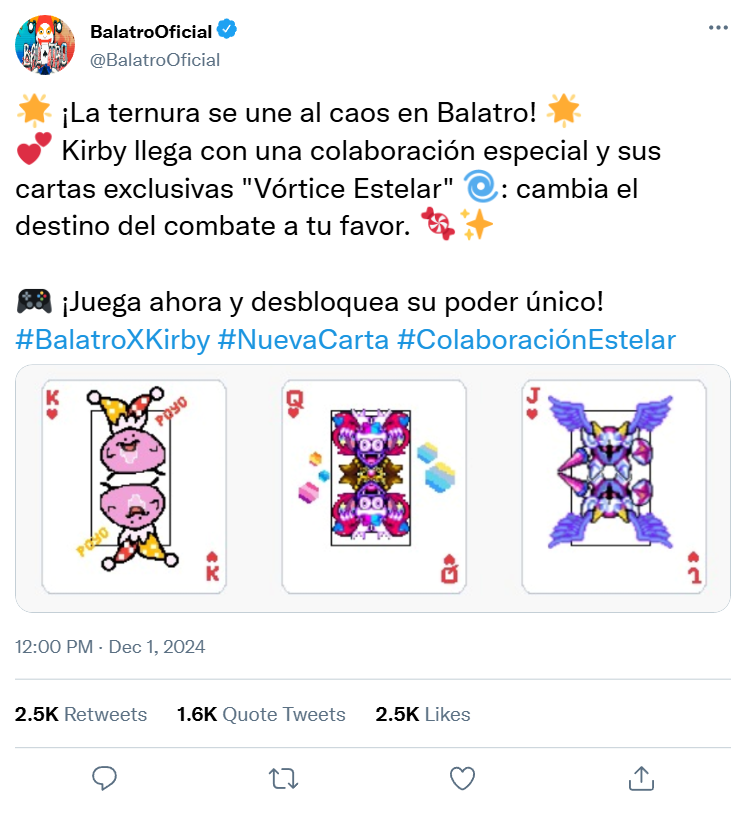 BalatroOficial
@BalatroOficial
🌟 ¡La ternura se une al caos en Balatro! 🌟
💕 Kirby llega con una colaboración especial y sus
cartas exclusivas "Vórtice Estelar" 🌀: cambia el
destino del combate a tu favor. 🍬✨
🎮 ¡Juega ahora y desbloquea su poder único!
#BalatroXKirby #NuevaCarta #ColaboraciónEstelar
K
POYO
POYO
K
Q
Q
J
J
12:00 PM · Dec 1, 2024
2.5K Retweets 1.6K Quote Tweets 2.5K Likes